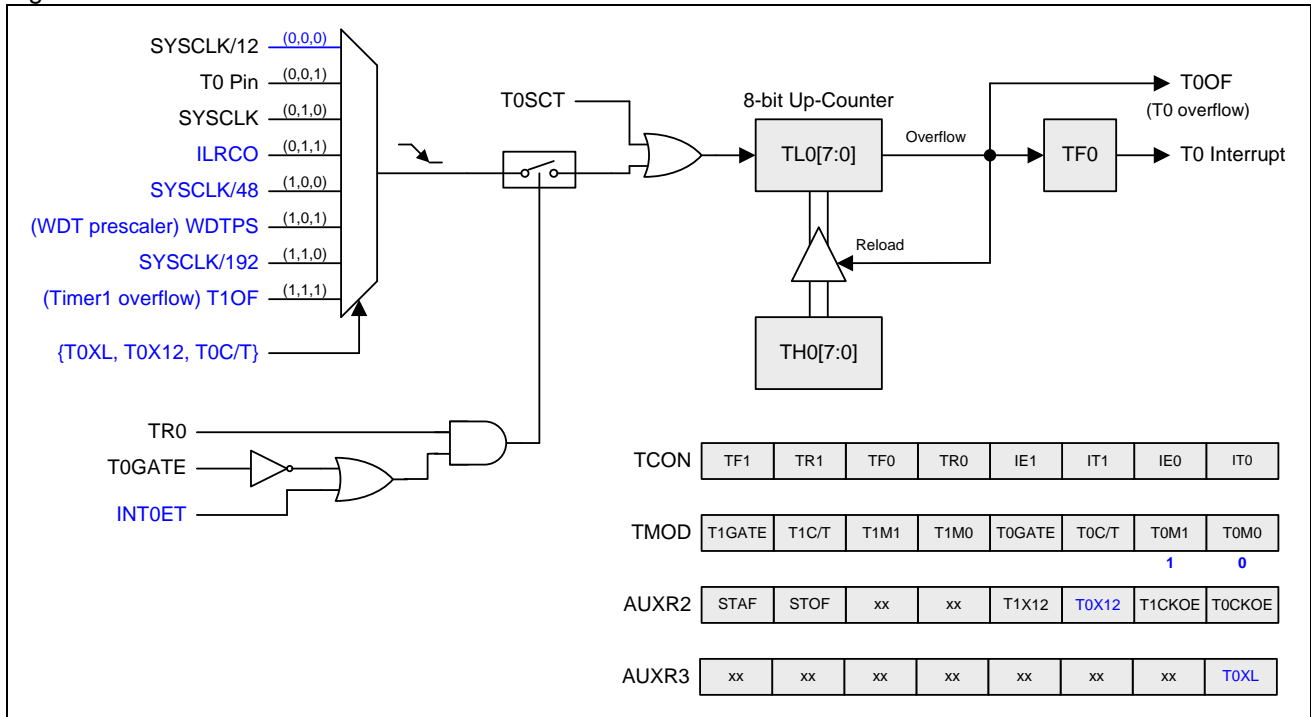 SYSCLK/12 (0,0,0)
T0 Pin (0,0,1)
SYSCLK (0,1,0)
ILRCO (0,1,1)
SYSCLK/48 (1,0,0)
(WDT prescaler) WDTPS (1,0,1)
SYSCLK/192 (1,1,0)
(Timer1 overflow) T1OF (1,1,1)
{T0XL, T0X12, T0C/T}
T0SCT
8-bit Up-Counter
TL0[7:0]
Overflow
TF0
T0OF
(T0 overflow)
T0 Interrupt
Reload
TH0[7:0]
TR0
T0GATE
INT0ET
TCON TF1 TR1 TF0 TR0 IE1 IT1 IE0 IT0
TMOD T1GATE T1C/T T1M1 T1M0 T0GATE T0C/T T0M1 T0M0
1 0
AUXR2 STAF STOF xx xx T1X12 T0X12 T1CKOE T0CKOE
AUXR3 xx xx xx xx xx xx xx T0XL